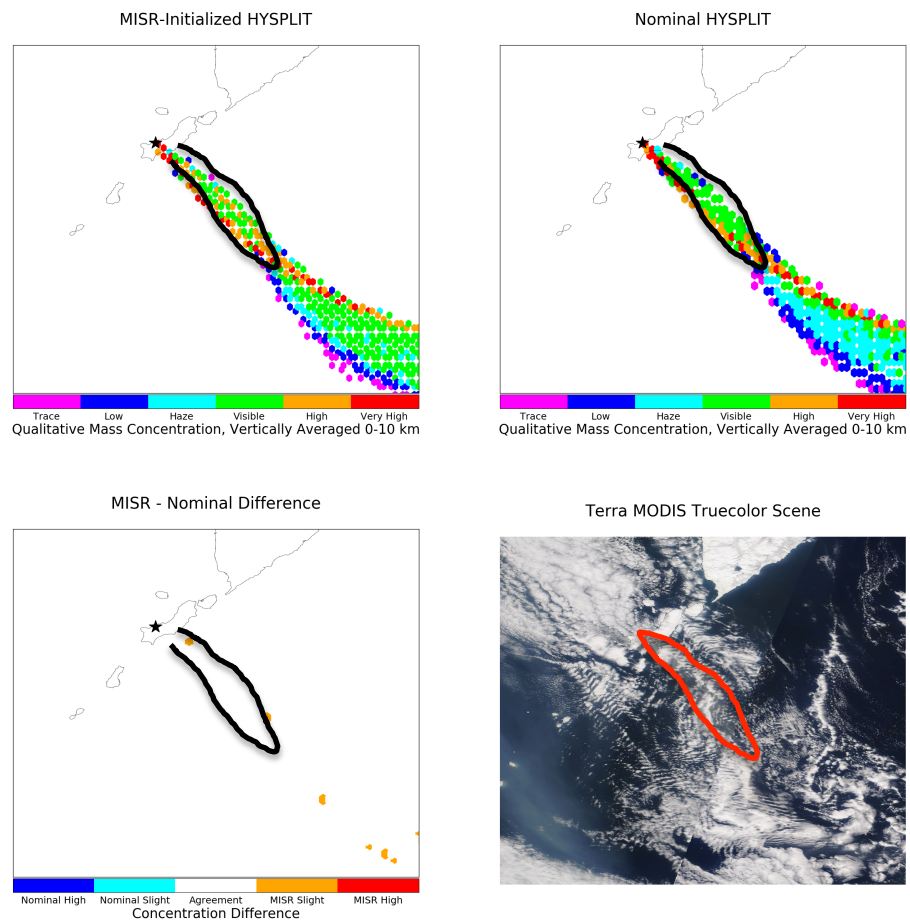 MISR-Initialized HYSPLIT
Nominal HYSPLIT
Trace Low Haze Visible High Very High
Qualitative Mass Concentration, Vertically Averaged 0-10 km
Trace Low Haze Visible High Very High
Qualitative Mass Concentration, Vertically Averaged 0-10 km
MISR - Nominal Difference
Terra MODIS Truecolor Scene
Nominal High Nominal Slight Agreement MISR Slight MISR High
Concentration Difference